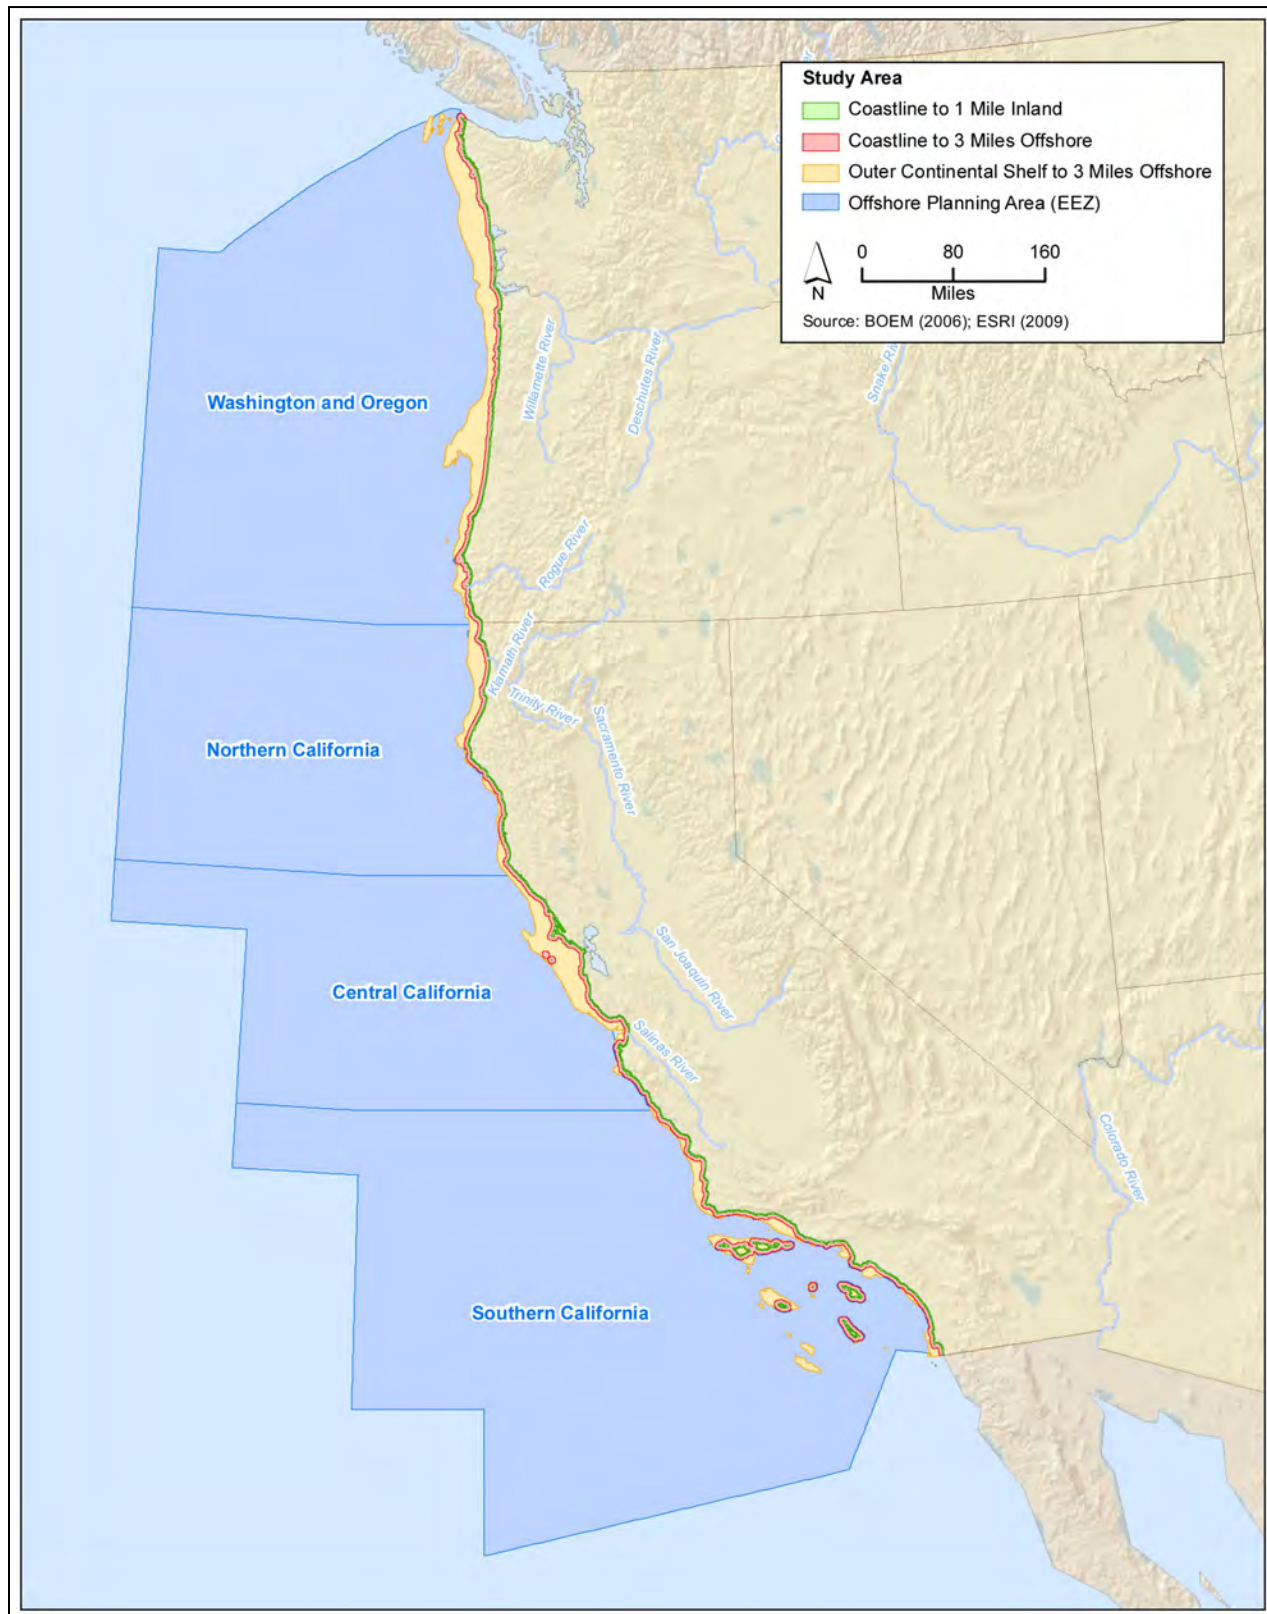 Study Area
Coastline to 1 Mile Inland
Coastline to 3 Miles Offshore
Outer Continental Shelf to 3 Miles Offshore
Offshore Planning Area (EEZ)
0 80 160
N
Miles
Source: BOEM (2006); ESRI (2009)
Willamette River
Deschutes River
Washington and Oregon
Rogue River
Klamath River
Trinity River
Sacramento River
Northern California
San Joaquin River
Central California
Salinas River
Colorado River
Southern California